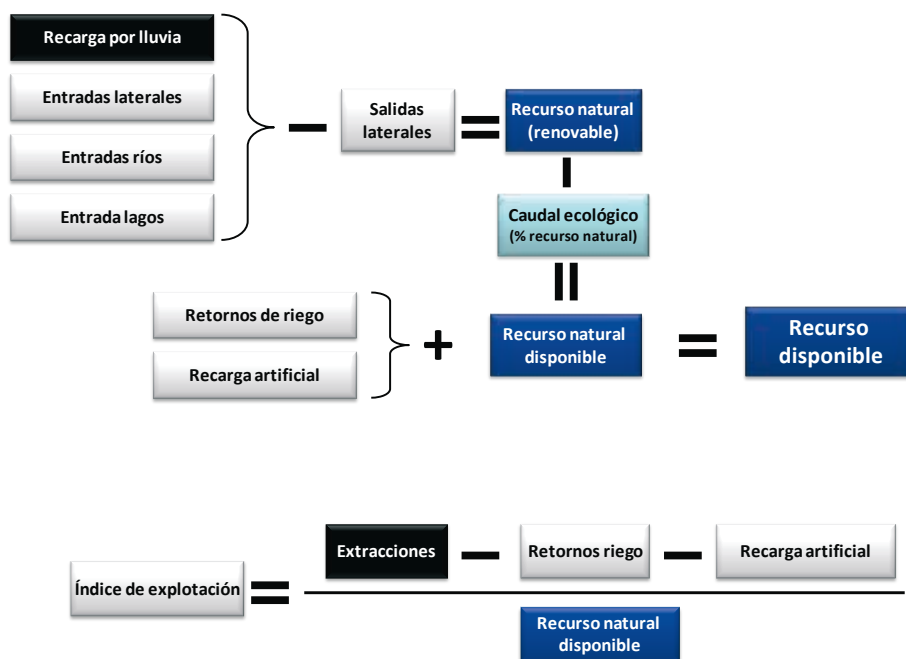 Recarga por lluvia
Entradas laterales
Entradas ríos
Entrada lagos
Salidas
laterales
Recurso natural
(renovable)
Caudal ecológico
(% recurso natural)
Retornos de riego
Recarga artificial
Recurso natural
disponible
Recurso
disponible
Índice de explotación
Extracciones
Retornos riego
Recarga artificial
Recurso natural
disponible